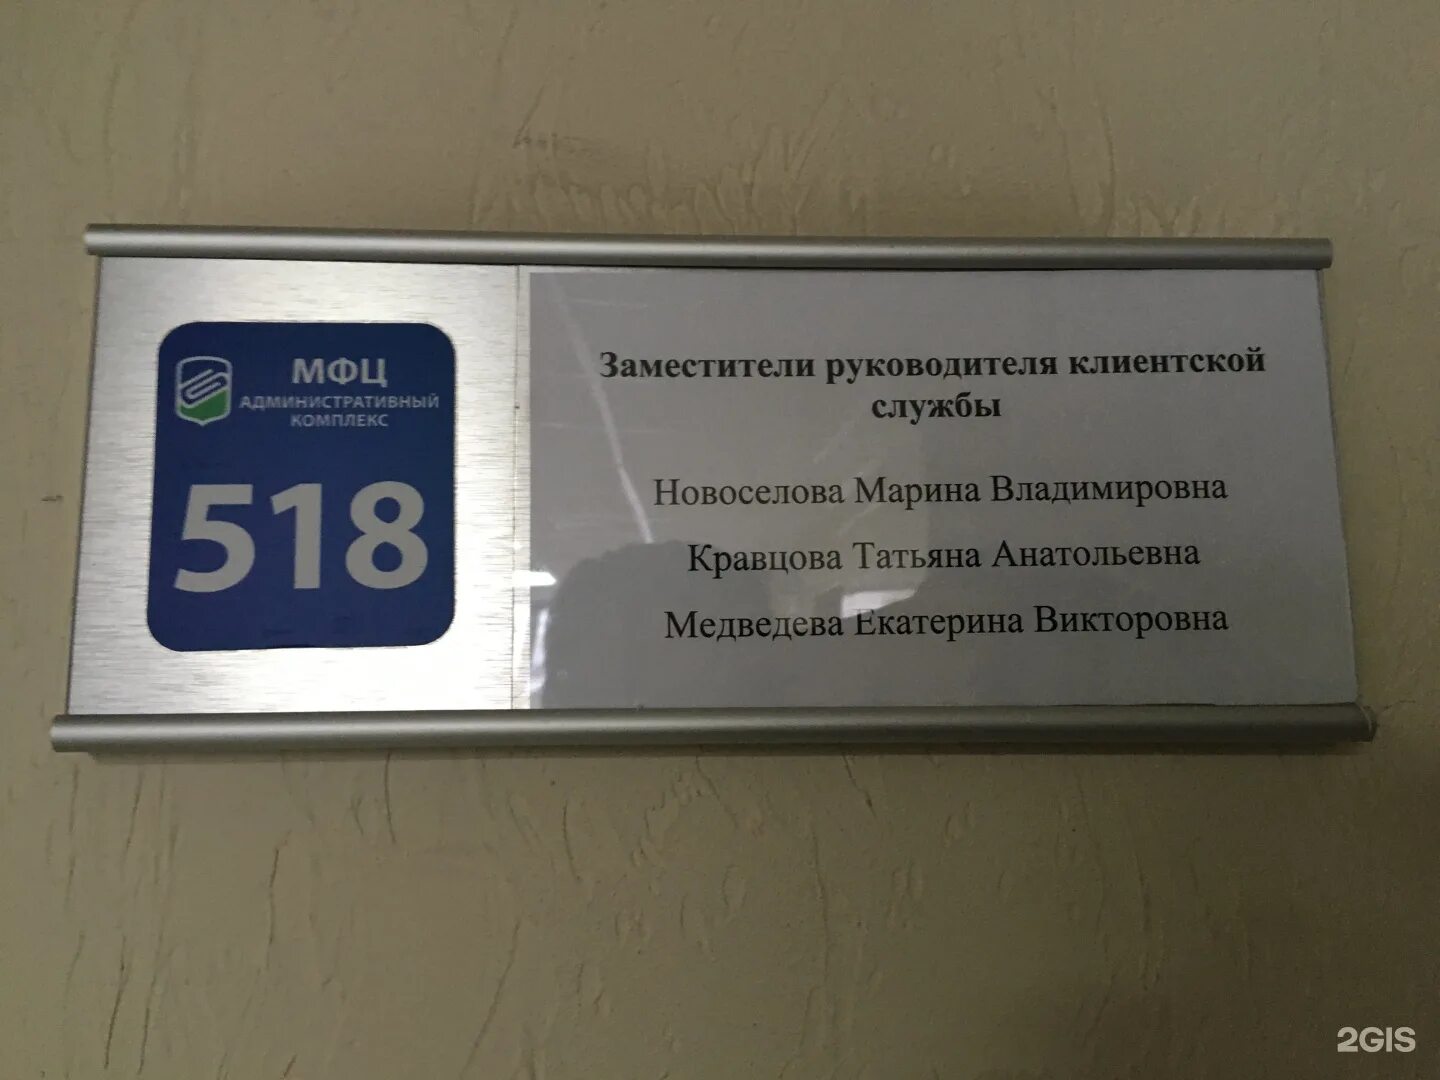 МФЦ
АДМИНИСТРАТИВНЫЙ
КОМПЛЕКС
518
Заместители руководителя клиентской
службы
Новоселова Марина Владимировна
Кравцова Татьяна Анатольевна
Медведева Екатерина Викторовна
2GIS